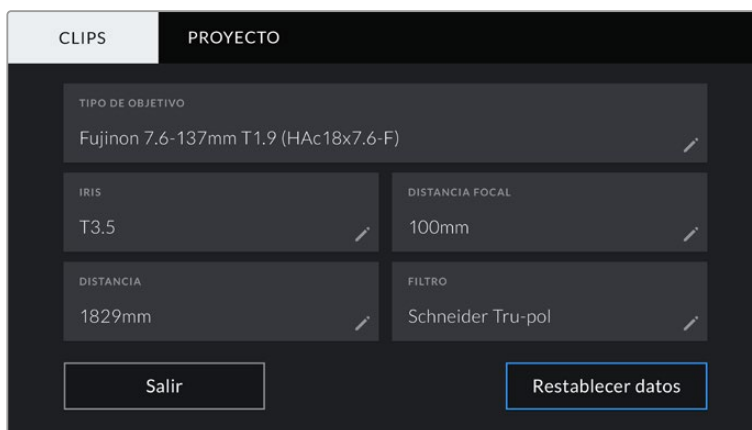 CLIPS PROYECTO
TIPO DE OBJETIVO
Fujinon 7.6-137mm T1.9 (HAc18x7.6-F)
IRIS
T3.5
DISTANCIA FOCAL
100mm
DISTANCIA
1829mm
FILTRO
Schneider Tru-pol
Salir
Restablecer datos